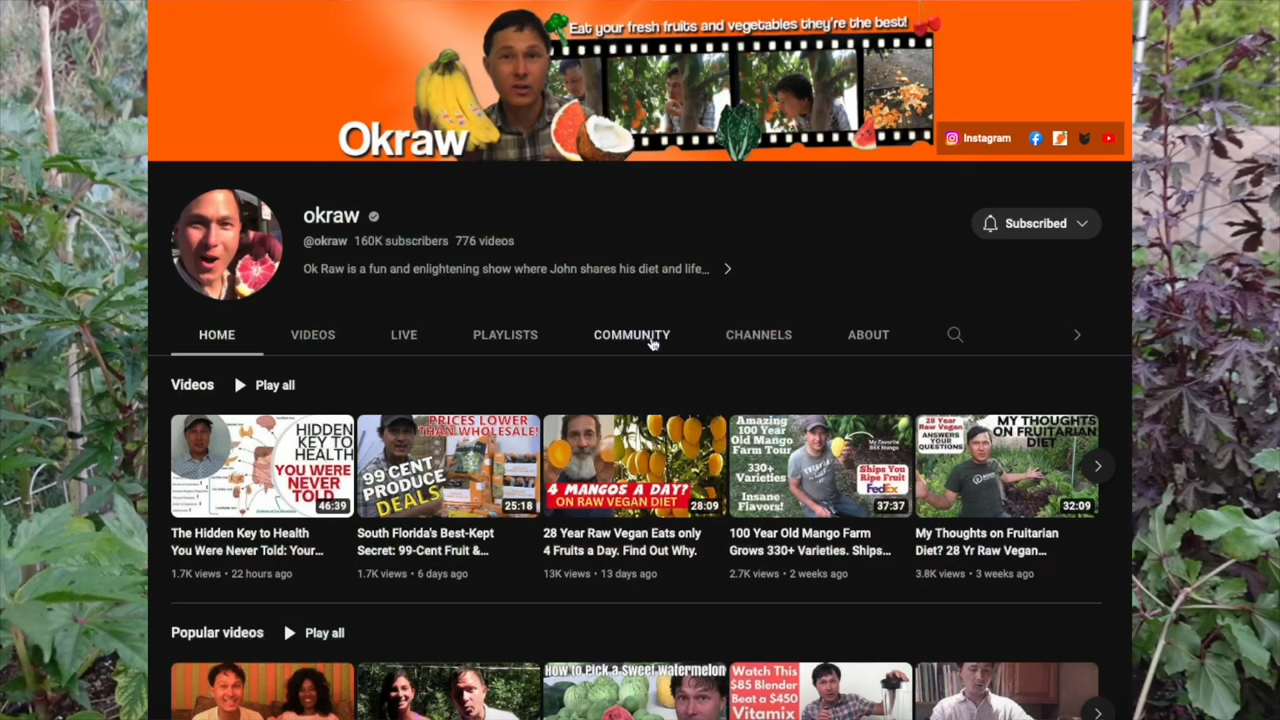 Eat your fresh fruits and vegetables they're the best!
Okraw
Instagram
okraw
@okraw 160K subscribers 776 videos
Ok Raw is a fun and enlightening show where John shares his diet and life...
Subscribed
HOME VIDEOS LIVE PLAYLISTS COMMUNITY CHANNELS ABOUT
Videos Play all
HIDDEN
KEY TO
HEALTH
YOU WERE
NEVER
TOLD
46:39
PRICES LOWER
THAN WHOLESALE!
99 CENT
PRODUCE
DEALS
25:18
4 MANGOS A DAY?
ON RAW VEGAN DIET
28:09
Amazing
100 Year
Old Mango
Farm Tour
330+
Varieties
Insane
Flavors!
My Favorite
Ships You
Ripe Fruit
FedEx
37:37
28 Year
Raw Vegan
ANSWERS
YOUR
QUESTIONS
MY THOUGHTS
ON FRUITARIAN
DIET
32:09
The Hidden Key to Health
You Were Never Told: Your...
1.7K views • 22 hours ago
South Florida's Best-Kept
Secret: 99-Cent Fruit &...
1.7K views • 6 days ago
28 Year Raw Vegan Eats only
4 Fruits a Day. Find Out Why.
13K views • 13 days ago
100 Year Old Mango Farm
Grows 330+ Varieties. Ships...
2.7K views • 2 weeks ago
My Thoughts on Fruitarian
Diet? 28 Yr Raw Vegan...
3.8K views • 3 weeks ago
Popular videos Play all
How to Pick a Sweet Watermelon
Watch This
$85 Blender
Beat a $450
Vitamix